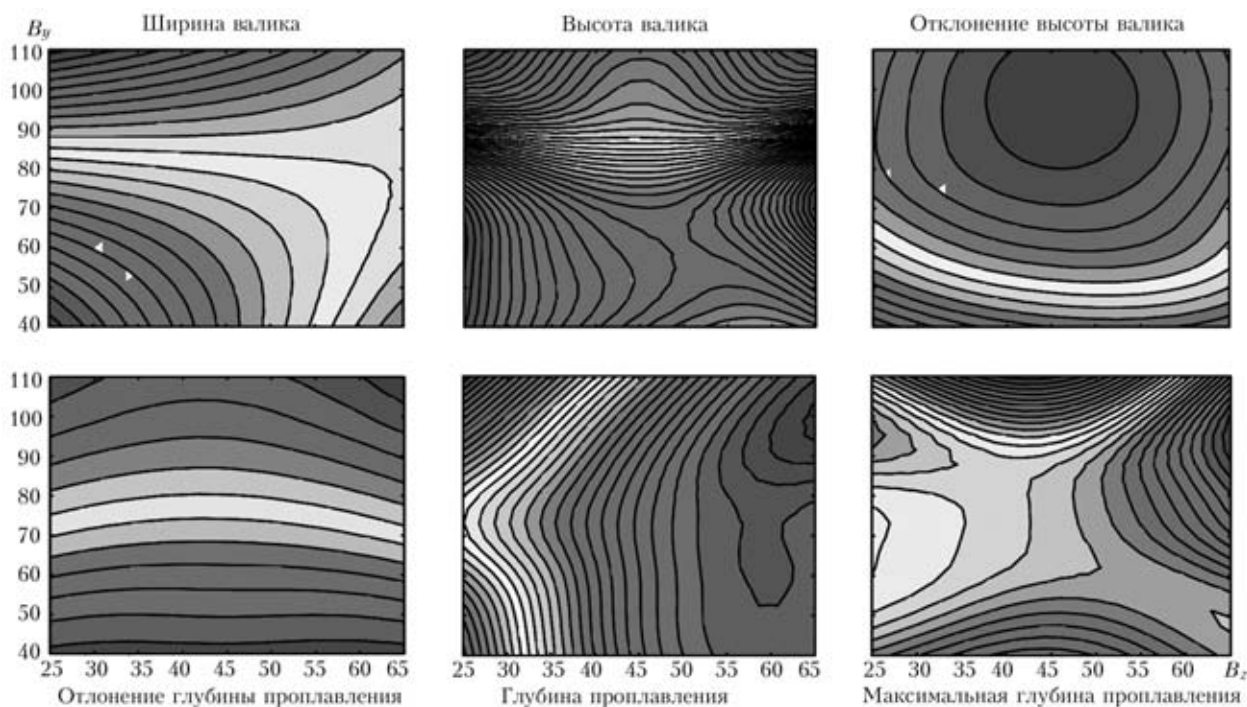 Ширина валика
Высота валика
Отклонение высоты валика
B_y
110
100
90
80
70
60
50
40
110
100
90
80
70
60
50
40
25 30 35 40 45 50 55 60 65
25 30 35 40 45 50 55 60 65
25 30 35 40 45 50 55 60 B_z
Отлонение глубины проплавления
Глубина проплавления
Максимальная глубина проплавления